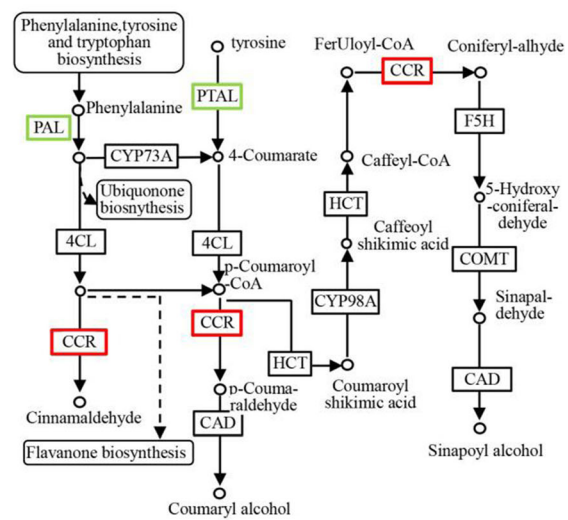 Phenylalanine,tyrosine
and tryptophan
biosynthesis
tyrosine
FerUloyl-CoA
Coniferyl-alhyde
CCR
Phenylalanine
PTAL
PAL
F5H
CYP73A
4-Coumarate
Caffeyl-CoA
Ubiquonone
biosnythesis
HCT
5-Hydroxy
-coniferal-
dehyde
Caffeoyl
shikimic acid
4CL
4CL
COMT
p-Coumaroyl
-CoA
CYP98A
Sinapal-
dehyde
CCR
CCR
HCT
Coumaroyl
shikimic acid
CAD
p-Couma-
raldehyde
Cinnamaldehyde
CAD
Flavanone biosynthesis
Sinapoyl alcohol
Coumaryl alcohol